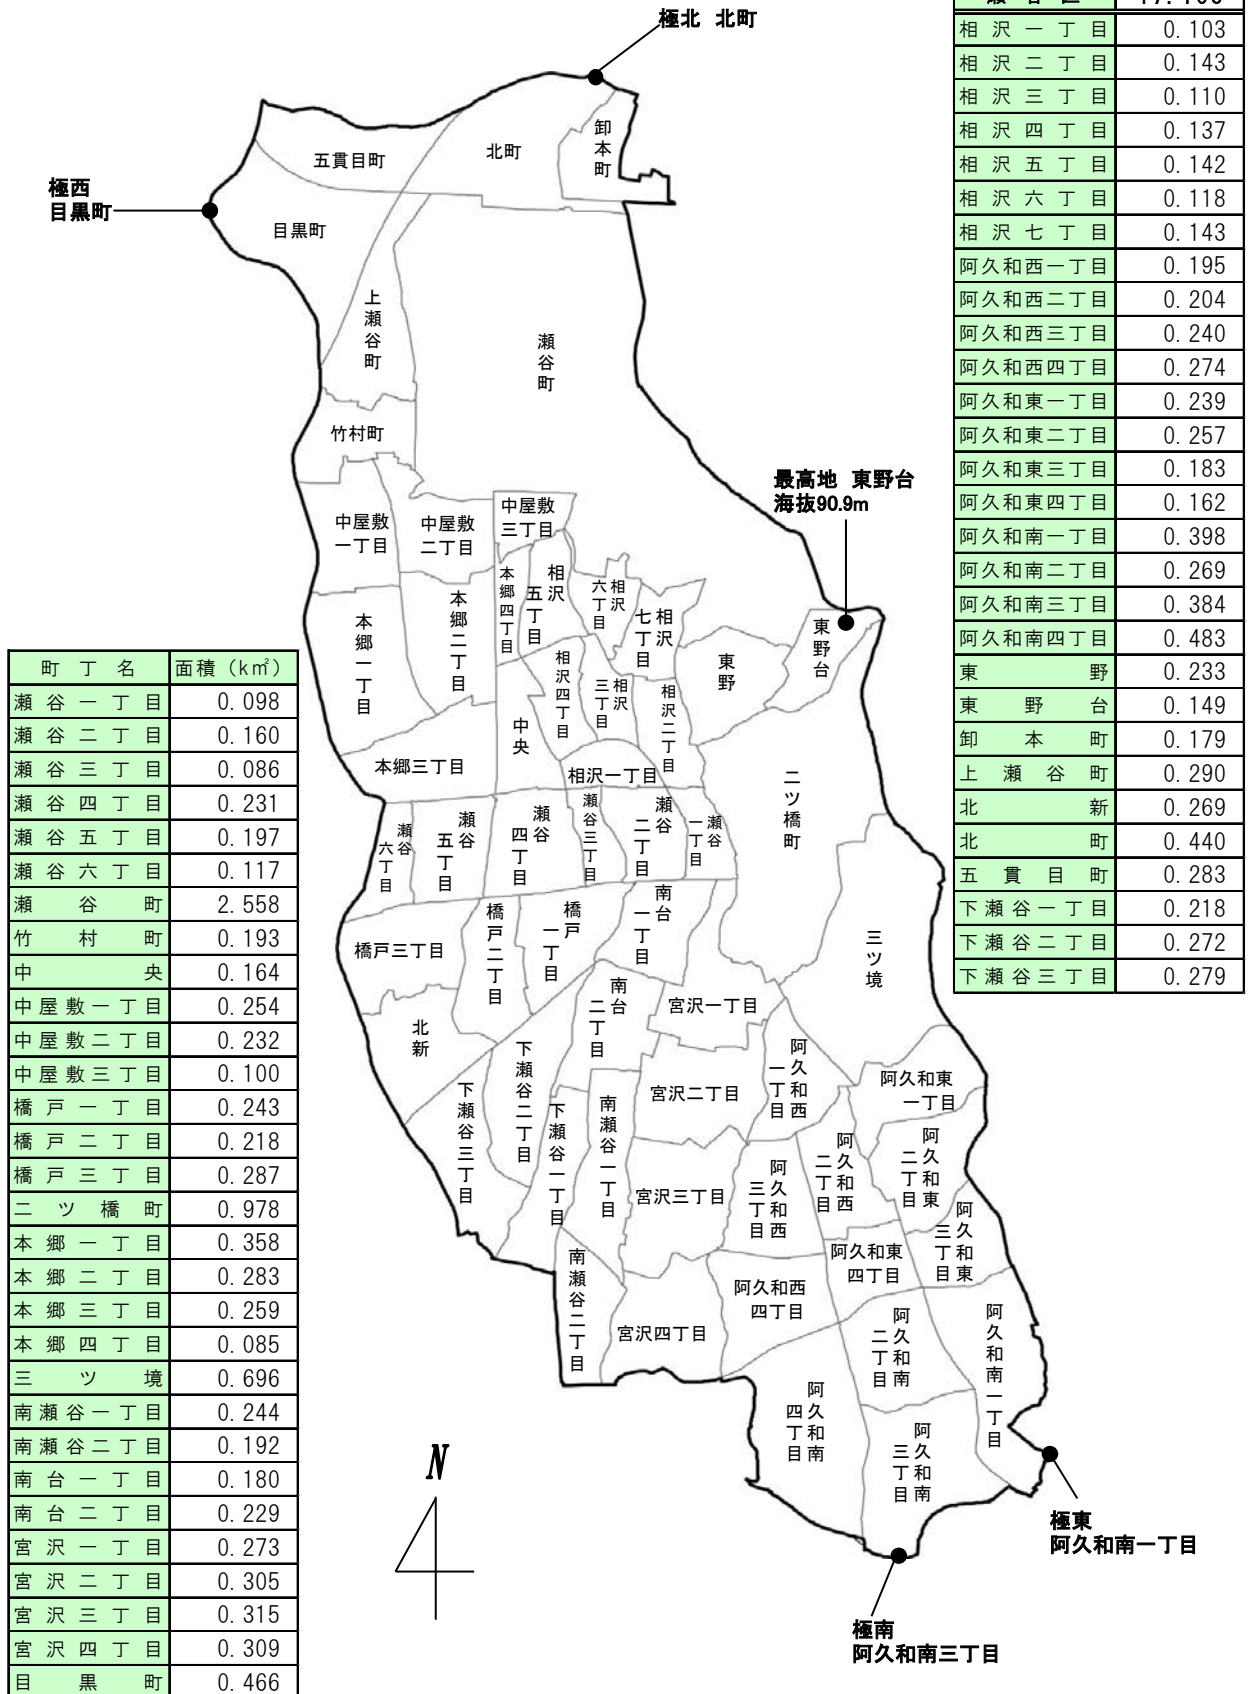 極北 北町
極西
目黒町
最高地 東野台
海抜90.9m
極東
阿久和南一丁目
極南
阿久和南三丁目
N
五貫目町
北町
卸本町
目黒町
上瀬谷町
瀬谷町
竹村町
中屋敷
一丁目
中屋敷
二丁目
中屋敷
三丁目
本郷四丁目
相沢
五丁目
相沢
六丁目
相沢
七丁目
本郷一丁目
本郷二丁目
東野
東野台
相沢四丁目
相沢
三丁目
相沢二丁目
中央
本郷三丁目
相沢一丁目
二ツ橋町
瀬谷
六丁目
瀬谷
五丁目
瀬谷
四丁目
瀬谷三丁目
瀬谷
二丁目
瀬谷
一丁目
橋戸三丁目
橋戸二丁目
橋戸
一丁目
南台
一丁目
三ツ境
北新
南台
二丁目
宮沢一丁目
下瀬谷三丁目
下瀬谷二丁目
下瀬谷一丁目
南瀬谷一丁目
宮沢二丁目
阿久和西
一丁目
阿久和東
一丁目
宮沢三丁目
阿久和西
三丁目
阿久和西
二丁目
阿久和東
二丁目
阿久和東
三丁目
南瀬谷二丁目
宮沢四丁目
阿久和西
四丁目
阿久和東
四丁目
阿久和南
二丁目
阿久和南一丁目
阿久和南
四丁目
阿久和南
三丁目
町丁名 面積(km²)
瀬谷一丁目 0.098
瀬谷二丁目 0.160
瀬谷三丁目 0.086
瀬谷四丁目 0.231
瀬谷五丁目 0.197
瀬谷六丁目 0.117
瀬谷町 2.558
竹村町 0.193
中央 0.164
中屋敷一丁目 0.254
中屋敷二丁目 0.232
中屋敷三丁目 0.100
橋戸一丁目 0.243
橋戸二丁目 0.218
橋戸三丁目 0.287
二ツ橋町 0.978
本郷一丁目 0.358
本郷二丁目 0.283
本郷三丁目 0.259
本郷四丁目 0.085
三ツ境 0.696
南瀬谷一丁目 0.244
南瀬谷二丁目 0.192
南台一丁目 0.180
南台二丁目 0.229
宮沢一丁目 0.273
宮沢二丁目 0.305
宮沢三丁目 0.315
宮沢四丁目 0.309
目黒町 0.466
相沢一丁目 0.103
相沢二丁目 0.143
相沢三丁目 0.110
相沢四丁目 0.137
相沢五丁目 0.142
相沢六丁目 0.118
相沢七丁目 0.143
阿久和西一丁目 0.195
阿久和西二丁目 0.204
阿久和西三丁目 0.240
阿久和西四丁目 0.274
阿久和東一丁目 0.239
阿久和東二丁目 0.257
阿久和東三丁目 0.183
阿久和東四丁目 0.162
阿久和南一丁目 0.398
阿久和南二丁目 0.269
阿久和南三丁目 0.384
阿久和南四丁目 0.483
東野 0.233
東野台 0.149
卸本町 0.179
上瀬谷町 0.290
北新 0.269
北町 0.440
五貫目町 0.283
下瀬谷一丁目 0.218
下瀬谷二丁目 0.272
下瀬谷三丁目 0.279